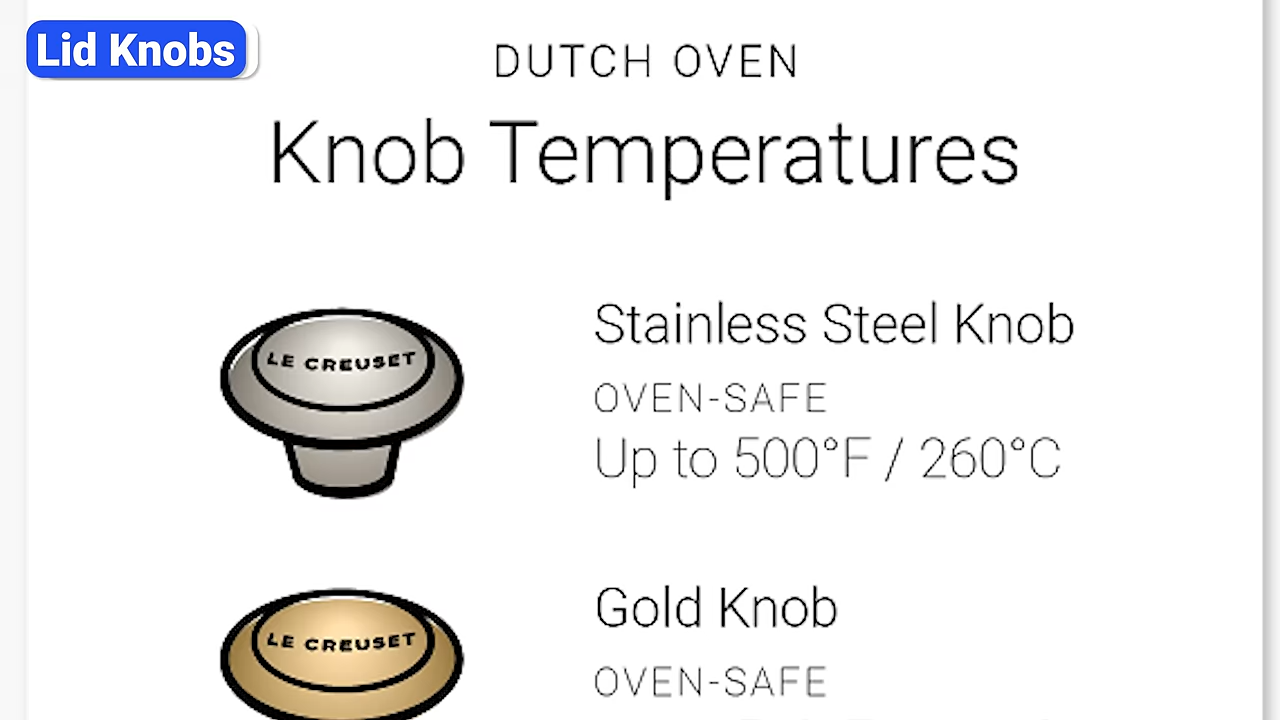 Lid Knobs
DUTCH OVEN
Knob Temperatures
LE CREUSET
Stainless Steel Knob
OVEN-SAFE
Up to 500°F / 260°C
LE CREUSET
Gold Knob
OVEN-SAFE